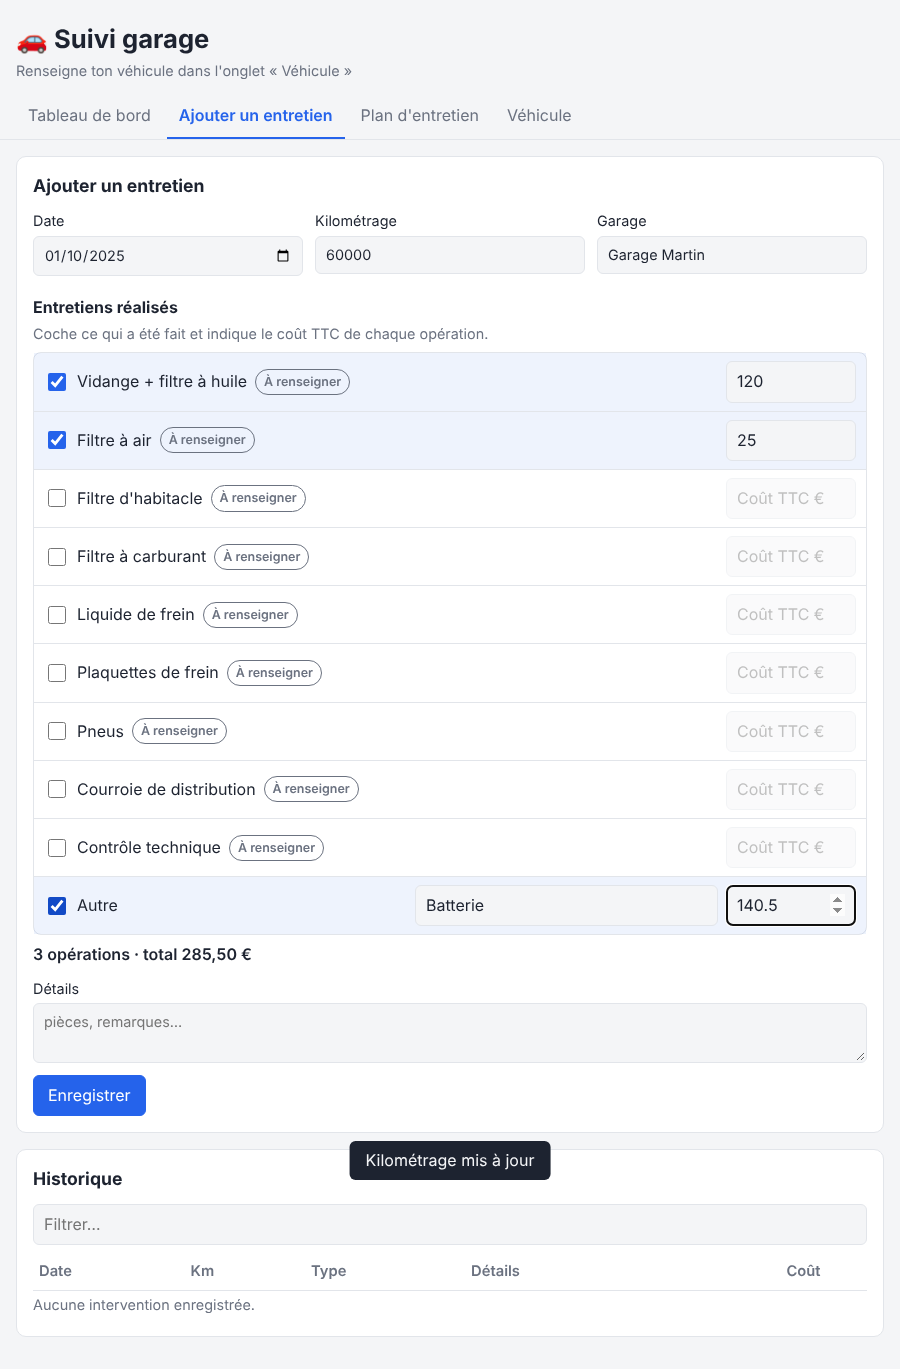 🚗 Suivi garage
Renseigne ton véhicule dans l'onglet « Véhicule »
Tableau de bord Ajouter un entretien Plan d'entretien Véhicule
Ajouter un entretien
Date Kilométrage Garage
01/10/2025 60000 Garage Martin
Entretiens réalisés
Coche ce qui a été fait et indique le coût TTC de chaque opération.
Vidange + filtre à huile À renseigner 120
Filtre à air À renseigner 25
Filtre d'habitacle À renseigner Coût TTC €
Filtre à carburant À renseigner Coût TTC €
Liquide de frein À renseigner Coût TTC €
Plaquettes de frein À renseigner Coût TTC €
Pneus À renseigner Coût TTC €
Courroie de distribution À renseigner Coût TTC €
Contrôle technique À renseigner Coût TTC €
Autre Batterie 140.5
3 opérations · total 285,50 €
Détails
pièces, remarques...
Enregistrer
Kilométrage mis à jour
Historique
Filtrer...
Date Km Type Détails Coût
Aucune intervention enregistrée.